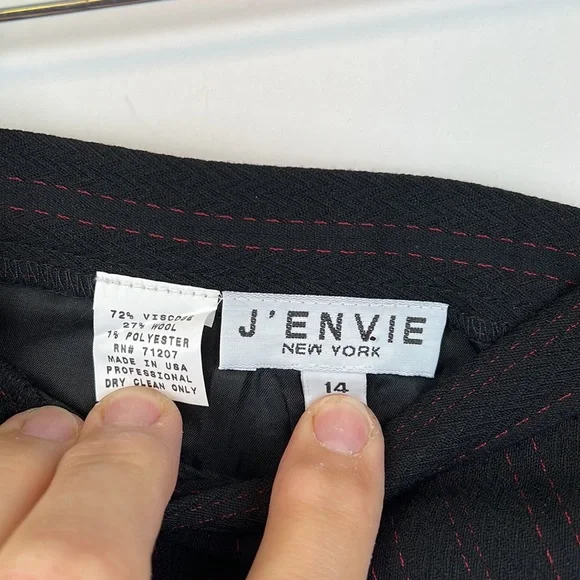 72% VISCOSE
27% WOOL
1% POLYESTER
RN# 71207
MADE IN USA
PROFESSIONAL
DRY CLEAN ONLY
J'ENVIE
NEW YORK
14